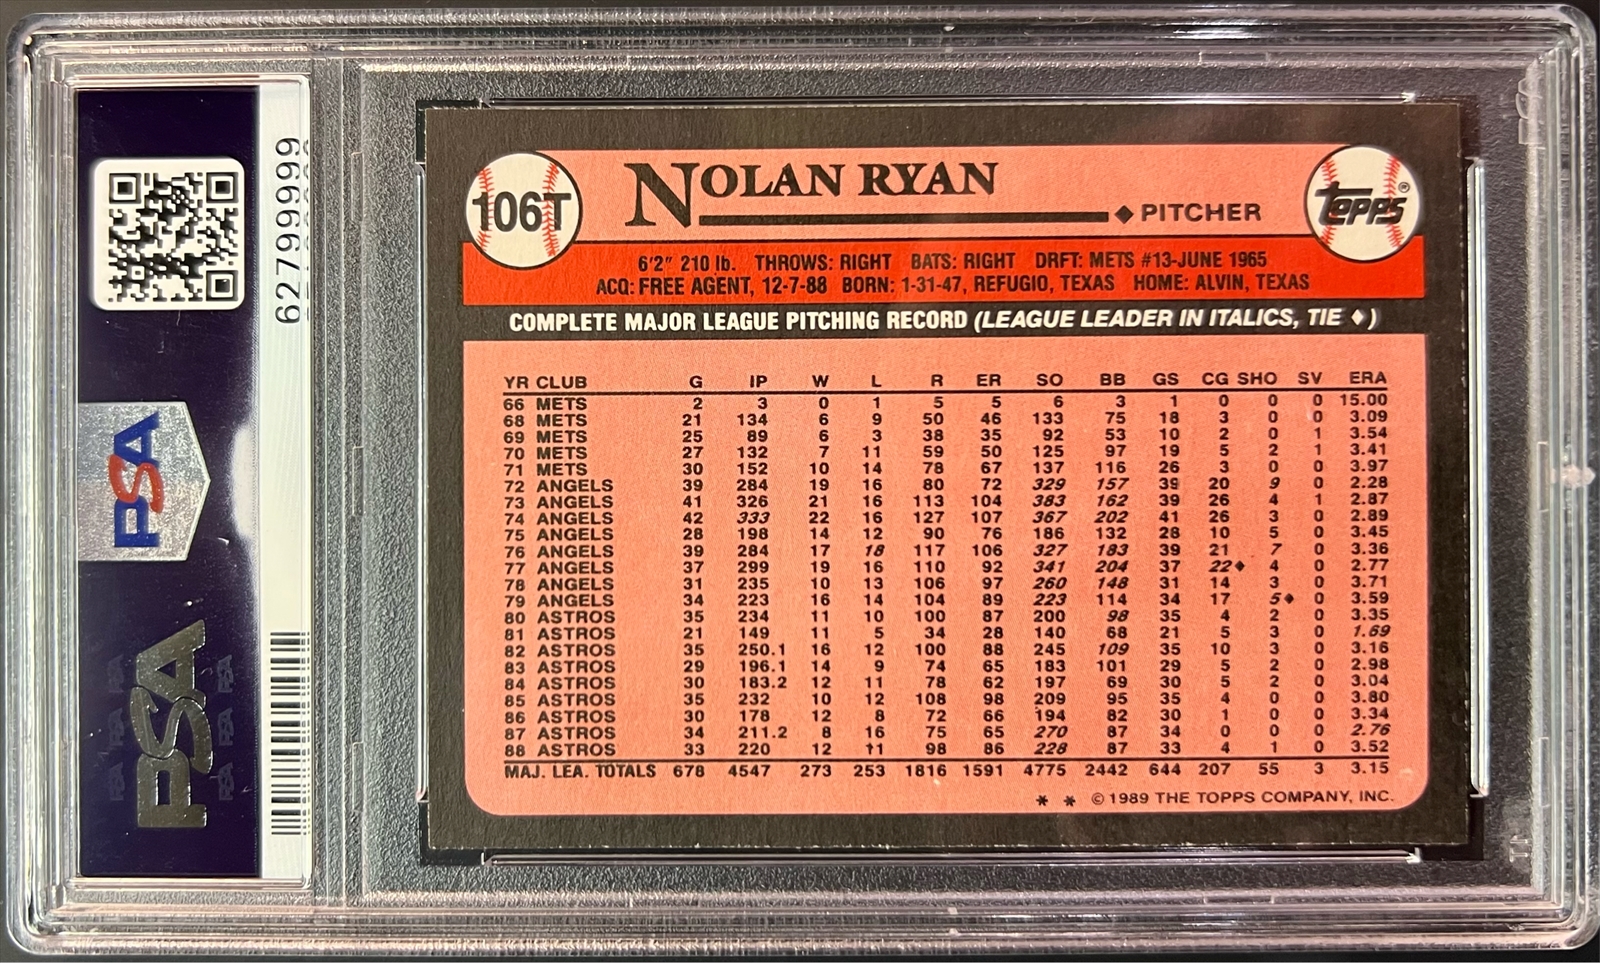 62799999
PSA
PSA
106T
NOLAN RYAN
♦ PITCHER
TOPPS®
6'2" 210 lb. THROWS: RIGHT BATS: RIGHT DRFT: METS #13-JUNE 1965
ACQ: FREE AGENT, 12-7-88 BORN: 1-31-47, REFUGIO, TEXAS HOME: ALVIN, TEXAS
COMPLETE MAJOR LEAGUE PITCHING RECORD (LEAGUE LEADER IN ITALICS, TIE ♦)
YR CLUB G IP W L R ER SO BB GS CG SHO SV ERA
66 METS 2 3 0 1 5 5 6 3 1 0 0 0 15.00
68 METS 21 134 6 9 50 46 133 75 18 3 0 0 3.09
69 METS 25 89 6 3 38 35 92 53 10 2 0 1 3.54
70 METS 27 132 7 11 59 50 125 97 19 5 2 1 3.41
71 METS 30 152 10 14 78 67 137 116 26 3 0 0 3.97
72 ANGELS 39 284 19 16 80 72 329 157 39 20 9 0 2.28
73 ANGELS 41 326 21 16 113 104 383 162 39 26 4 1 2.87
74 ANGELS 42 333 22 16 127 107 367 202 41 26 3 0 2.89
75 ANGELS 28 198 14 12 90 76 186 132 28 10 5 0 3.45
76 ANGELS 39 284 17 18 117 106 327 183 39 21 7 0 3.36
77 ANGELS 37 299 19 16 110 92 341 204 37 22♦ 4 0 2.77
78 ANGELS 31 235 10 13 106 97 260 148 31 14 3 0 3.71
79 ANGELS 34 223 16 14 104 89 223 114 34 17 5♦ 0 3.59
80 ASTROS 35 234 11 10 100 87 200 98 35 4 2 0 3.35
81 ASTROS 21 149 11 5 34 28 140 68 21 5 3 0 1.69
82 ASTROS 35 250.1 16 12 100 88 245 109 35 10 3 0 3.16
83 ASTROS 29 196.1 14 9 74 65 183 101 29 5 2 0 2.98
84 ASTROS 30 183.2 12 11 78 62 197 69 30 5 2 0 3.04
85 ASTROS 35 232 10 12 108 98 209 95 35 4 0 0 3.80
86 ASTROS 30 178 12 8 72 66 194 82 30 1 0 0 3.34
87 ASTROS 34 211.2 8 16 75 65 270 87 34 0 0 0 2.76
88 ASTROS 33 220 12 11 98 86 228 87 33 4 1 0 3.52
MAJ. LEA. TOTALS 678 4547 273 253 1816 1591 4775 2442 644 207 55 3 3.15
* * © 1989 THE TOPPS COMPANY, INC.